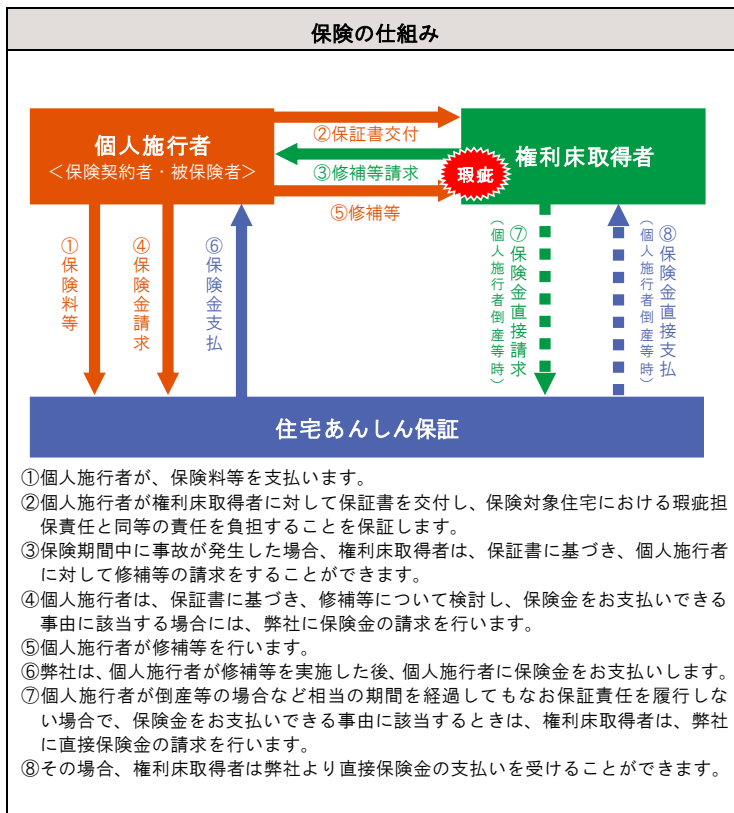 保険の仕組み
個人施行者
＜保険契約者・被保険者＞
②保証書交付
③修補等請求
⑤修補等
瑕疵
権利床取得者
①保険料等
④保険金請求
⑥保険金支払
⑦保険金直接請求
（個人施行者倒産等時）
⑧保険金直接支払
（個人施行者倒産等時）
住宅あんしん保証
①個人施行者が、保険料等を支払います。
②個人施行者が権利床取得者に対して保証書を交付し、保険対象住宅における瑕疵担
保責任と同等の責任を負担することを保証します。
③保険期間中に事故が発生した場合、権利床取得者は、保証書に基づき、個人施行者
に対して修補等の請求をすることができます。
④個人施行者は、保証書に基づき、修補等について検討し、保険金をお支払いできる
事由に該当する場合には、弊社に保険金の請求を行います。
⑤個人施行者が修補等を行います。
⑥弊社は、個人施行者が修補等を実施した後、個人施行者に保険金をお支払いします。
⑦個人施行者が倒産等の場合など相当の期間を経過してもなお保証責任を履行しな
い場合で、保険金をお支払いできる事由に該当するときは、権利床取得者は、弊社
に直接保険金の請求を行います。
⑧その場合、権利床取得者は弊社より直接保険金の支払いを受けることができます。